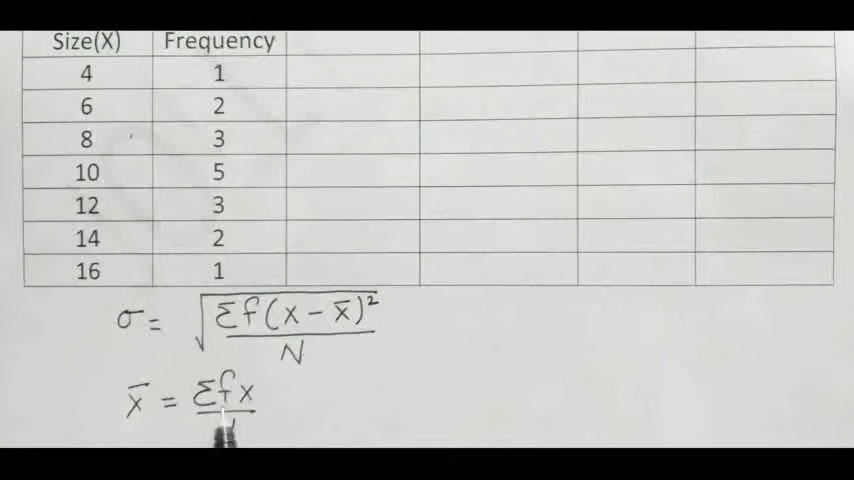 Size(X) Frequency
4 1
6 2
8 3
10 5
12 3
14 2
16 1
σ = √Σf(x - x̄)²
N
x̄ = Σfx